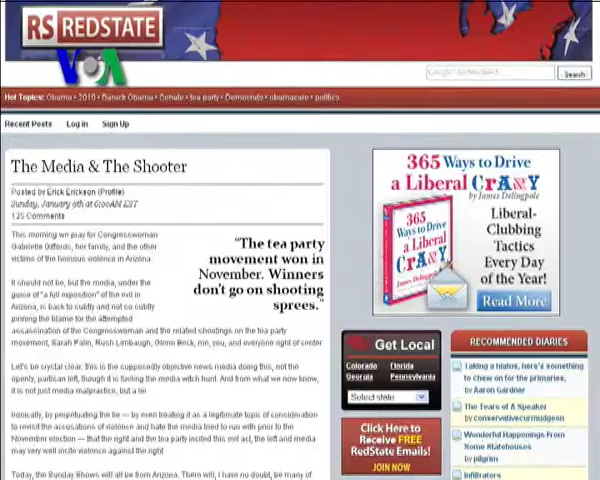 RS REDSTATE
VOA
Search
Hot Topics: Obama • 2010 • Barack Obama • Senate • tea party • Democrats • obamacare • politics
Recent Posts Log in Sign Up
The Media & The Shooter
Posted by Erick Erickson (Profile)
Sunday, January 9th at 6:00AM EST
125 Comments
This morning we pray for Congresswoman
Gabrielle Giffords, her family, and the other
victims of the heinous violence in Arizona.
"The tea party
movement won in
November. Winners
don't go on shooting
sprees."
It should not be, but the media, under the
guise of "a full exposition" of the evil in
Arizona, is back to subtly and not so subtly
pinning the blame for the attempted
assassination of the Congresswoman and the related shootings on the tea party
movement, Sarah Palin, Rush Limbaugh, Glenn Beck, me, you, and everyone right of center
Let's be crystal clear: this is the supposedly objective news media doing this, not the
openly partisan left, though it is fueling the media witch hunt. And from what we now know,
it is not just media malpractice, but a lie
Ironically, by perpetuating the lie — by even treating it as a legitimate topic of consideration
to revisit the accusations of violence and hate the media tried to run with prior to the
November election — that the right and the tea party incited this evil act, the left and media
may very well incite violence against the right
Today, the Sunday Shows will all be from Arizona. There will, I have no doubt, be many of
365 Ways to Drive
a Liberal CrAzY
by James Delingpole
365
Ways to Drive
a Liberal
CrAzY
James Delingpole
Liberal-
Clubbing
Tactics
Every Day
of the Year!
Read More
Get Local
Colorado Florida
Georgia Pennsylvania
Select state
Click Here to
Receive FREE
RedState Emails!
JOIN NOW
RECOMMENDED DIARIES
Taking a hiatus, here's something
to chew on for the primaries,
by Aaron Gardner
The Tears Of A Speaker
by conservativecurmudgeon
Wonderful Happenings From
Some Statehouses
by pilgrim
Infiltrators